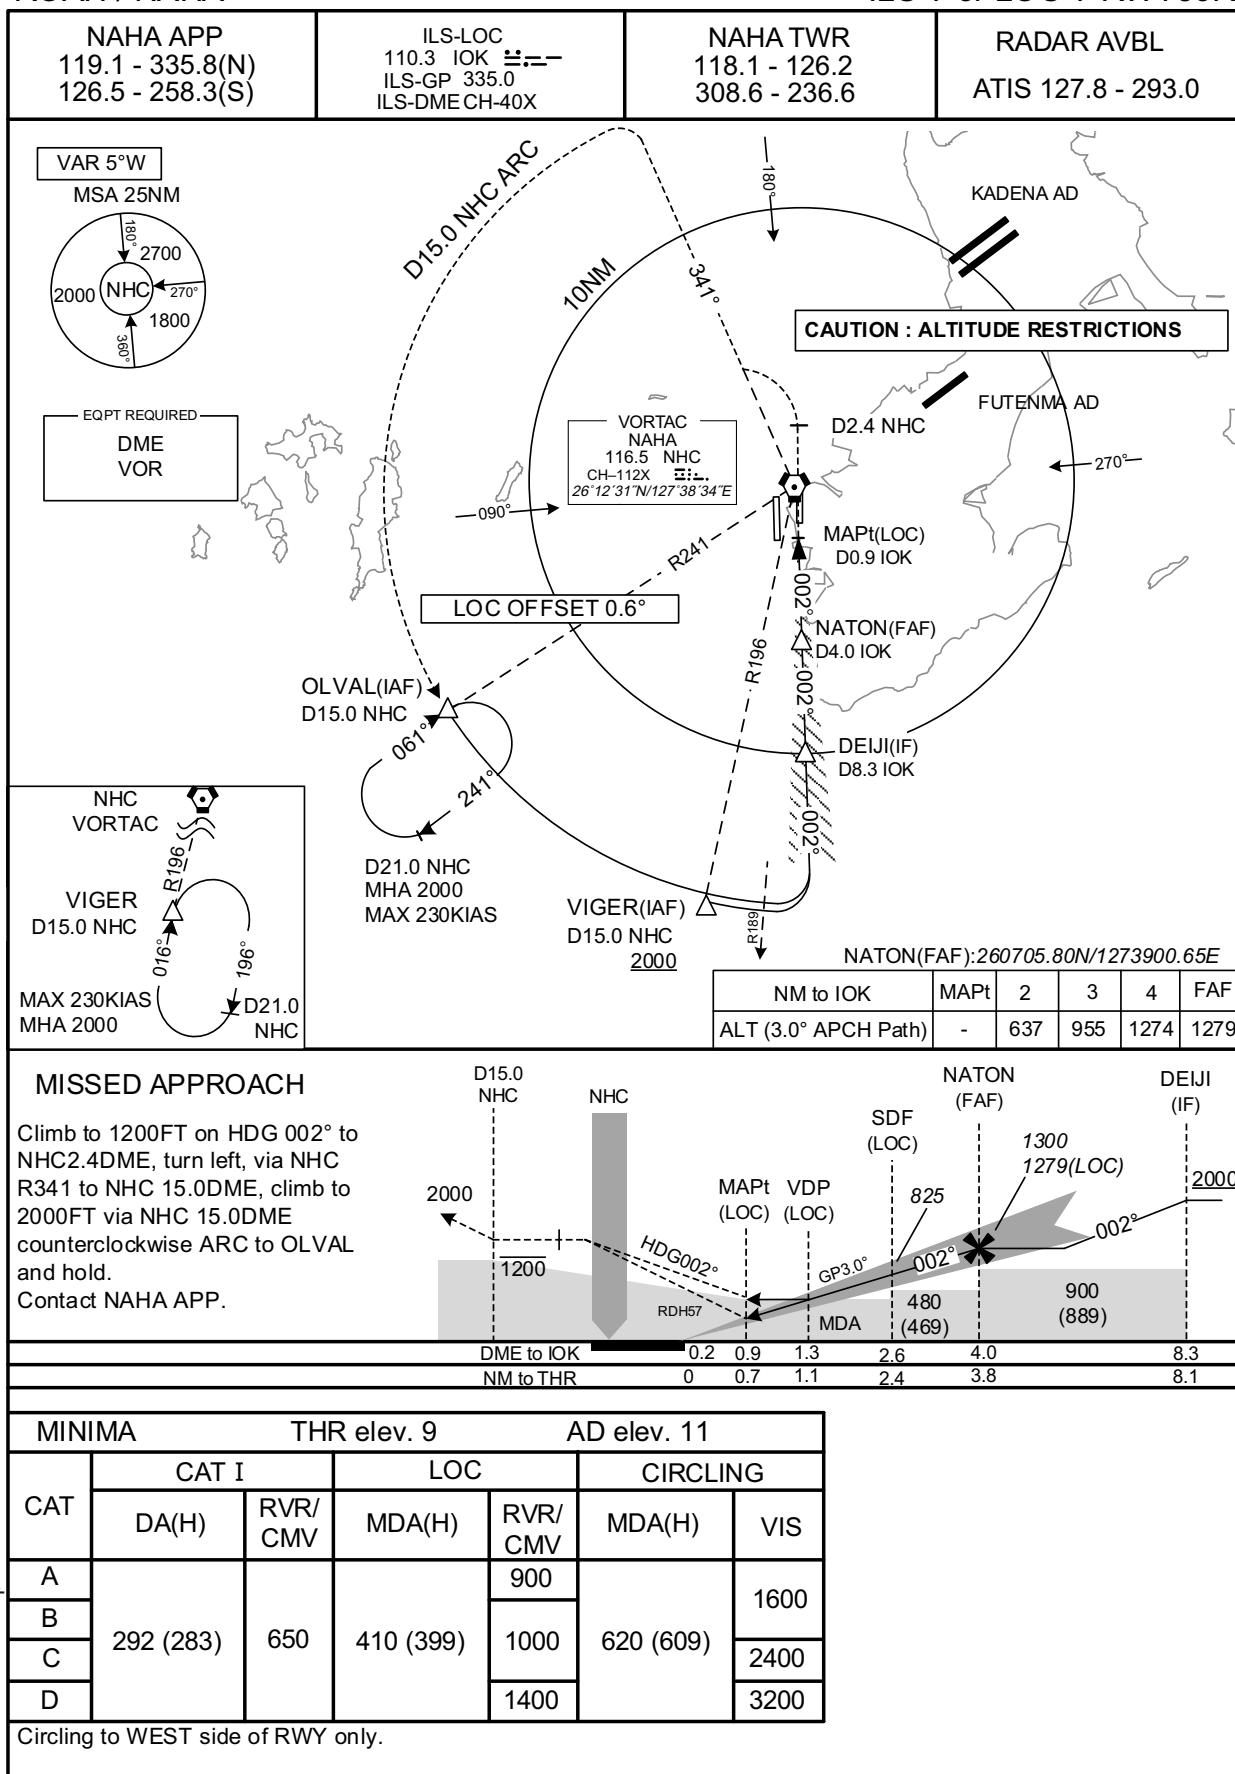 NAHA APP
119.1 - 335.8(N)
126.5 - 258.3(S)
ILS-LOC
110.3 IOK
ILS-GP 335.0
ILS-DME CH-40X
NAHA TWR
118.1 - 126.2
308.6 - 236.6
RADAR AVBL
ATIS 127.8 - 293.0
VAR 5°W
MSA 25NM
180°
2700
2000
NHC
270°
1800
360°
EQPT REQUIRED
DME
VOR
D15.0 NHC ARC
10NM
341°
180°
KADENA AD
CAUTION : ALTITUDE RESTRICTIONS
FUTENMA AD
VORTAC
NAHA
116.5 NHC
CH–112X
26°12´31˝N/127°38´34˝E
D2.4 NHC
270°
090°
MAPt(LOC)
D0.9 IOK
R241
002°
LOC OFFSET 0.6°
NATON(FAF)
D4.0 IOK
R196
002°
OLVAL(IAF)
D15.0 NHC
061°
241°
DEIJI(IF)
D8.3 IOK
002°
D21.0 NHC
MHA 2000
MAX 230KIAS
VIGER(IAF)
D15.0 NHC
2000
R189
NHC
VORTAC
R196
VIGER
D15.0 NHC
016°
196°
MAX 230KIAS
MHA 2000
D21.0
NHC
NATON(FAF):260705.80N/1273900.65E
NM to IOK MAPt 2 3 4 FAF
ALT (3.0° APCH Path) - 637 955 1274 1279
MISSED APPROACH
Climb to 1200FT on HDG 002° to
NHC2.4DME, turn left, via NHC
R341 to NHC 15.0DME, climb to
2000FT via NHC 15.0DME
counterclockwise ARC to OLVAL
and hold.
Contact NAHA APP.
D15.0
NHC
NHC
NATON
(FAF)
DEIJI
(IF)
SDF
(LOC)
1300
1279(LOC)
2000
MAPt
(LOC)
VDP
(LOC)
825
2000
002°
HDG002°
GP3.0°
002°
1200
RDH57
MDA
480
(469)
900
(889)
DME to IOK 0.2 0.9 1.3 2.6 4.0 8.3
NM to THR 0 0.7 1.1 2.4 3.8 8.1
MINIMA THR elev. 9 AD elev. 11
CAT CAT I LOC CIRCLING
DA(H) RVR/CMV MDA(H) RVR/CMV MDA(H) VIS
A 900
1600
B
292 (283) 650 410 (399) 1000 620 (609)
C 2400
D 1400 3200
Circling to WEST side of RWY only.